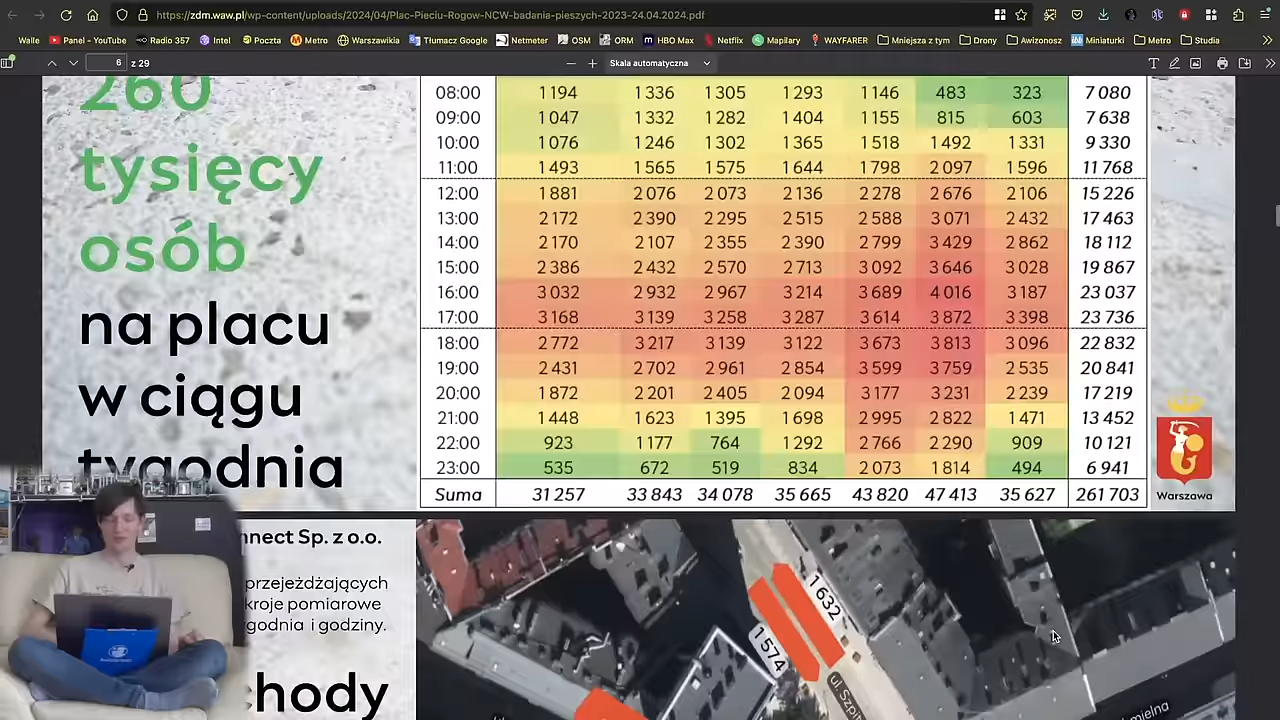 https://zdm.waw.pl/wp-content/uploads/2024/04/Plac-Pieciu-Rogow-NCW-badania-pieszych-2023-24.04.2024.pdf
Walle Panel - YouTube Radio 357 Intel Poczta Metro Warszawikia Tłumacz Google Netmeter OSM ORM HBO Max Netflix Mapilary WAYFARER Mniejsza z tym Drony Awizonosz Miniaturki Metro Studia
6 z 29 Skala automatyczna
260
tysięcy
osób
na placu
w ciągu
tygodnia
08:00 1 194 1 336 1 305 1 293 1 146 483 323 7 080
09:00 1 047 1 332 1 282 1 404 1 155 815 603 7 638
10:00 1 076 1 246 1 302 1 365 1 518 1 492 1 331 9 330
11:00 1 493 1 565 1 575 1 644 1 798 2 097 1 596 11 768
12:00 1 881 2 076 2 073 2 136 2 278 2 676 2 106 15 226
13:00 2 172 2 390 2 295 2 515 2 588 3 071 2 432 17 463
14:00 2 170 2 107 2 355 2 390 2 799 3 429 2 862 18 112
15:00 2 386 2 432 2 570 2 713 3 092 3 646 3 028 19 867
16:00 3 032 2 932 2 967 3 214 3 689 4 016 3 187 23 037
17:00 3 168 3 139 3 258 3 287 3 614 3 872 3 398 23 736
18:00 2 772 3 217 3 139 3 122 3 673 3 813 3 096 22 832
19:00 2 431 2 702 2 961 2 854 3 599 3 759 2 535 20 841
20:00 1 872 2 201 2 405 2 094 3 177 3 231 2 239 17 219
21:00 1 448 1 623 1 395 1 698 2 995 2 822 1 471 13 452
22:00 923 1 177 764 1 292 2 766 2 290 909 10 121
23:00 535 672 519 834 2 073 1 814 494 6 941
Suma 31 257 33 843 34 078 35 665 43 820 47 413 35 627 261 703
Warszawa
nnect Sp. z o.o.
przejeżdżających
kroje pomiarowe
ygodnia i godziny.
hody
1 632
1 574
ul. Szpit
mielna